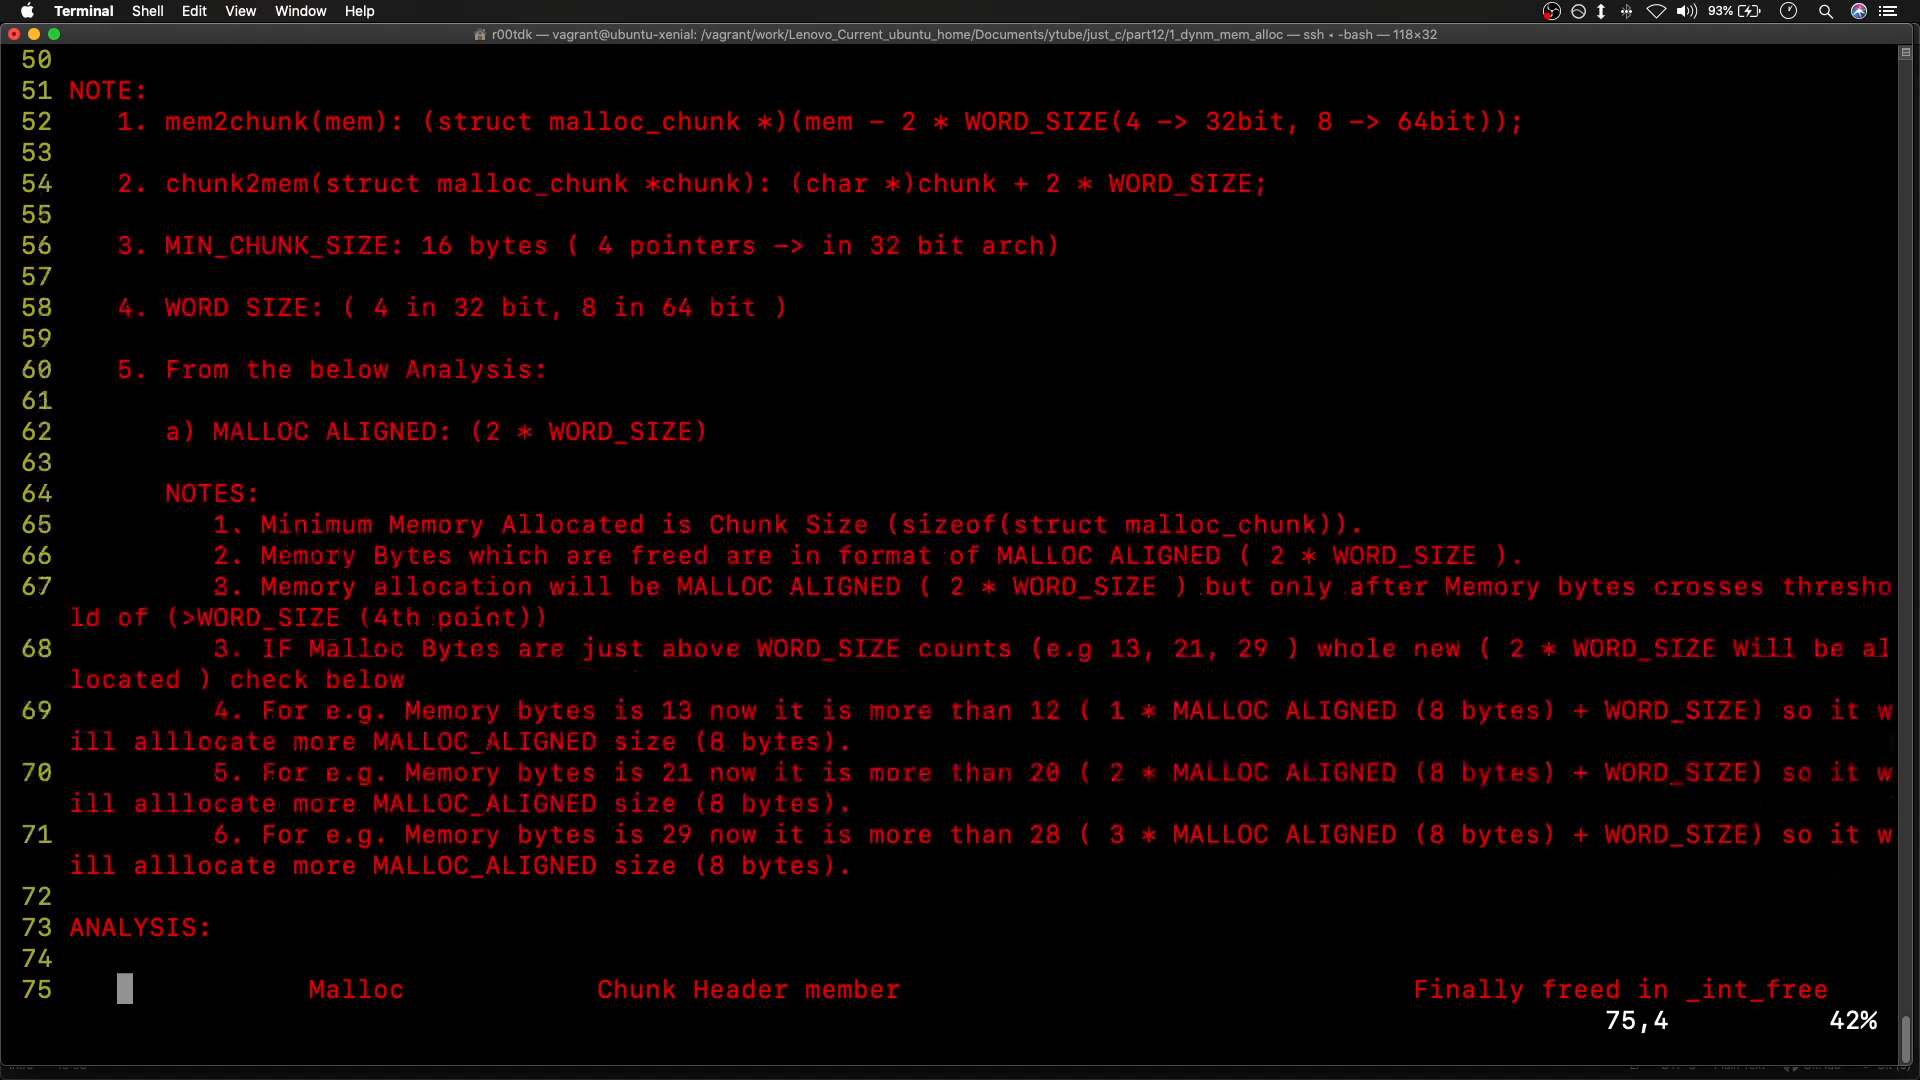 Terminal Shell Edit View Window Help 93%
r00tdk — vagrant@ubuntu-xenial: /vagrant/work/Lenovo_Current_ubuntu_home/Documents/ytube/just_c/part12/1_dynm_mem_alloc — ssh ◂ -bash — 118×32
50
51 NOTE:
52 1. mem2chunk(mem): (struct malloc_chunk *)(mem - 2 * WORD_SIZE(4 -> 32bit, 8 -> 64bit));
53
54 2. chunk2mem(struct malloc_chunk *chunk): (char *)chunk + 2 * WORD_SIZE;
55
56 3. MIN_CHUNK_SIZE: 16 bytes ( 4 pointers -> in 32 bit arch)
57
58 4. WORD SIZE: ( 4 in 32 bit, 8 in 64 bit )
59
60 5. From the below Analysis:
61
62 a) MALLOC ALIGNED: (2 * WORD_SIZE)
63
64 NOTES:
65 1. Minimum Memory Allocated is Chunk Size (sizeof(struct malloc_chunk)).
66 2. Memory Bytes which are freed are in format of MALLOC ALIGNED ( 2 * WORD_SIZE ).
67 3. Memory allocation will be MALLOC ALIGNED ( 2 * WORD_SIZE ) but only after Memory bytes crosses thresho
ld of (>WORD_SIZE (4th point))
68 3. IF Malloc Bytes are just above WORD_SIZE counts (e.g 13, 21, 29 ) whole new ( 2 * WORD_SIZE Will be al
located ) check below
69 4. For e.g. Memory bytes is 13 now it is more than 12 ( 1 * MALLOC ALIGNED (8 bytes) + WORD_SIZE) so it w
ill alllocate more MALLOC_ALIGNED size (8 bytes).
70 5. For e.g. Memory bytes is 21 now it is more than 20 ( 2 * MALLOC ALIGNED (8 bytes) + WORD_SIZE) so it w
ill alllocate more MALLOC_ALIGNED size (8 bytes).
71 6. For e.g. Memory bytes is 29 now it is more than 28 ( 3 * MALLOC ALIGNED (8 bytes) + WORD_SIZE) so it w
ill alllocate more MALLOC_ALIGNED size (8 bytes).
72
73 ANALYSIS:
74
75 Malloc Chunk Header member Finally freed in _int_free
75,4 42%